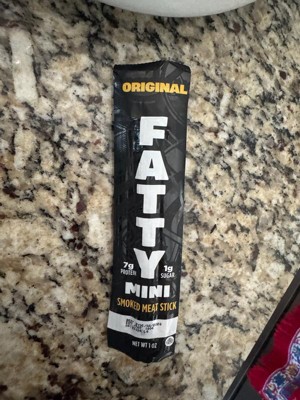 ORIGINAL
FATTY
7g
PROTEIN
1g
SUGAR
MINI
SMOKED MEAT STICK
NET WT 1 OZ